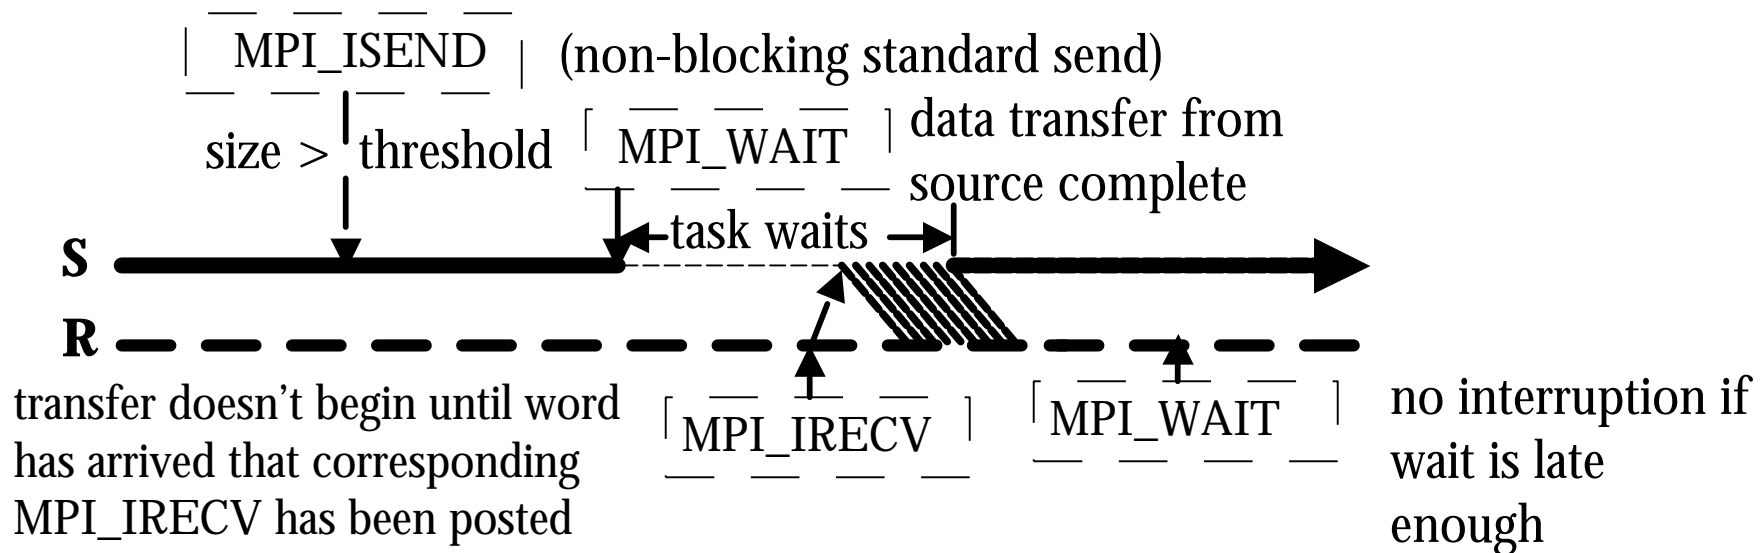 MPI_ISEND
(non-blocking standard send)
size > threshold
MPI_WAIT
data transfer from
source complete
task waits
S
R
transfer doesn't begin until word
has arrived that corresponding
MPI_IRECV has been posted
MPI_IRECV
MPI_WAIT
no interruption if
wait is late
enough